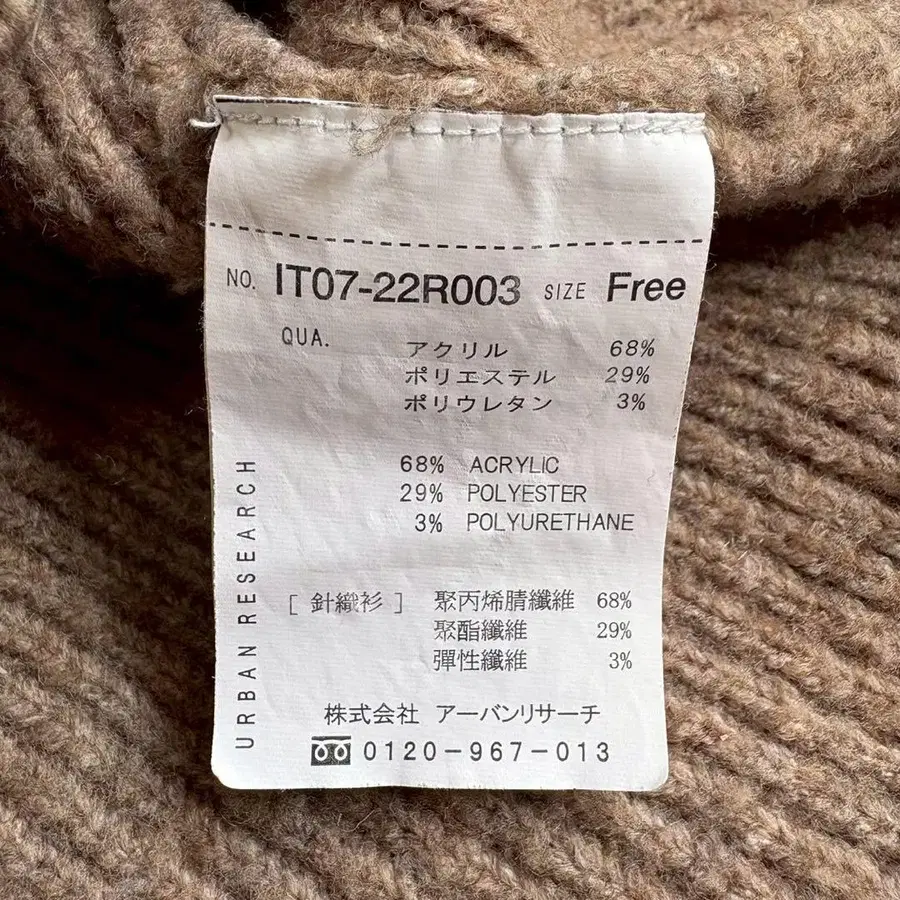 NO. IT07-22R003 SIZE Free
QUA.
アクリル 68%
ポリエステル 29%
ポリウレタン 3%
68% ACRYLIC
29% POLYESTER
3% POLYURETHANE
URBAN RESEARCH
[ 針織衫 ] 聚丙烯腈纖維 68%
聚酯纖維 29%
彈性纖維 3%
株式会社 アーバンリサーチ
0120-967-013